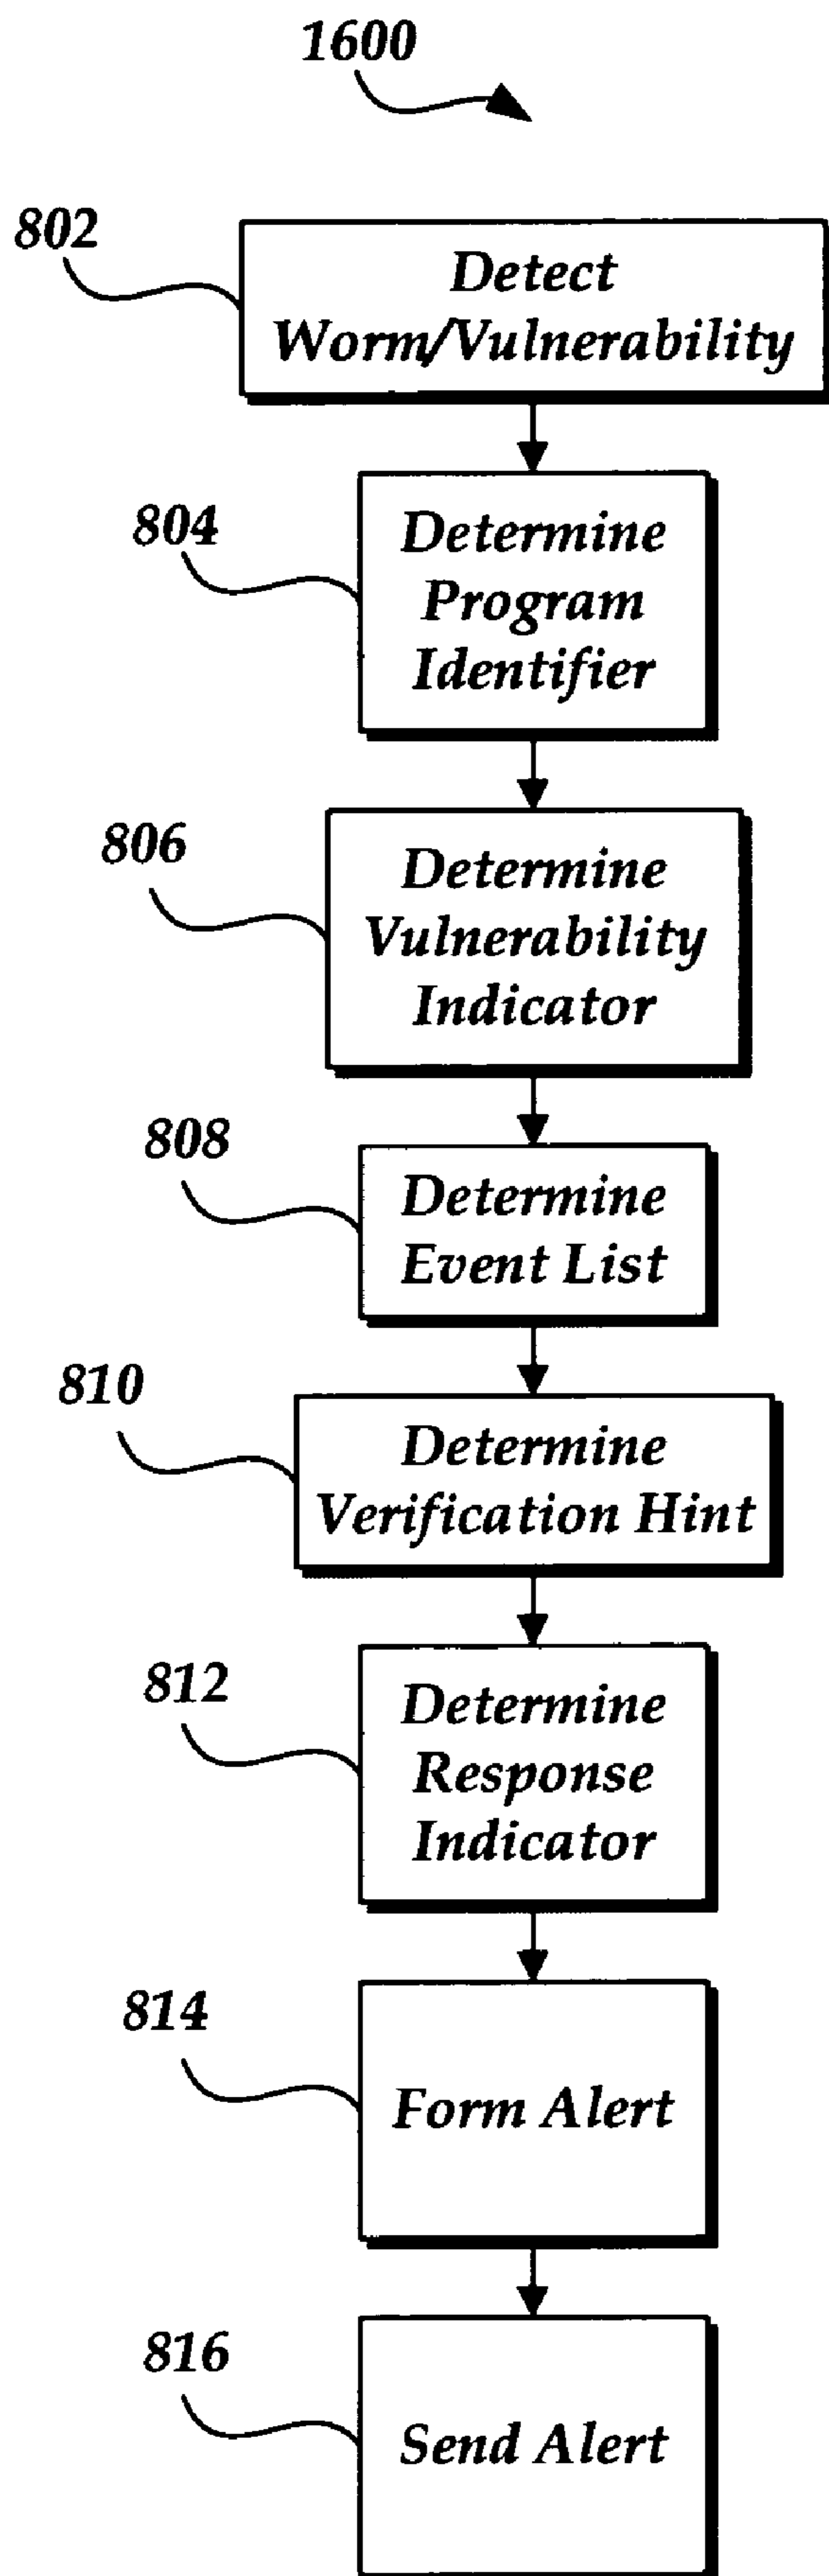 1600
802
Detect
Worm/Vulnerability
804
Determine
Program
Identifier
806
Determine
Vulnerability
Indicator
808
Determine
Event List
810
Determine
Verification Hint
812
Determine
Response
Indicator
814
Form Alert
816
Send Alert